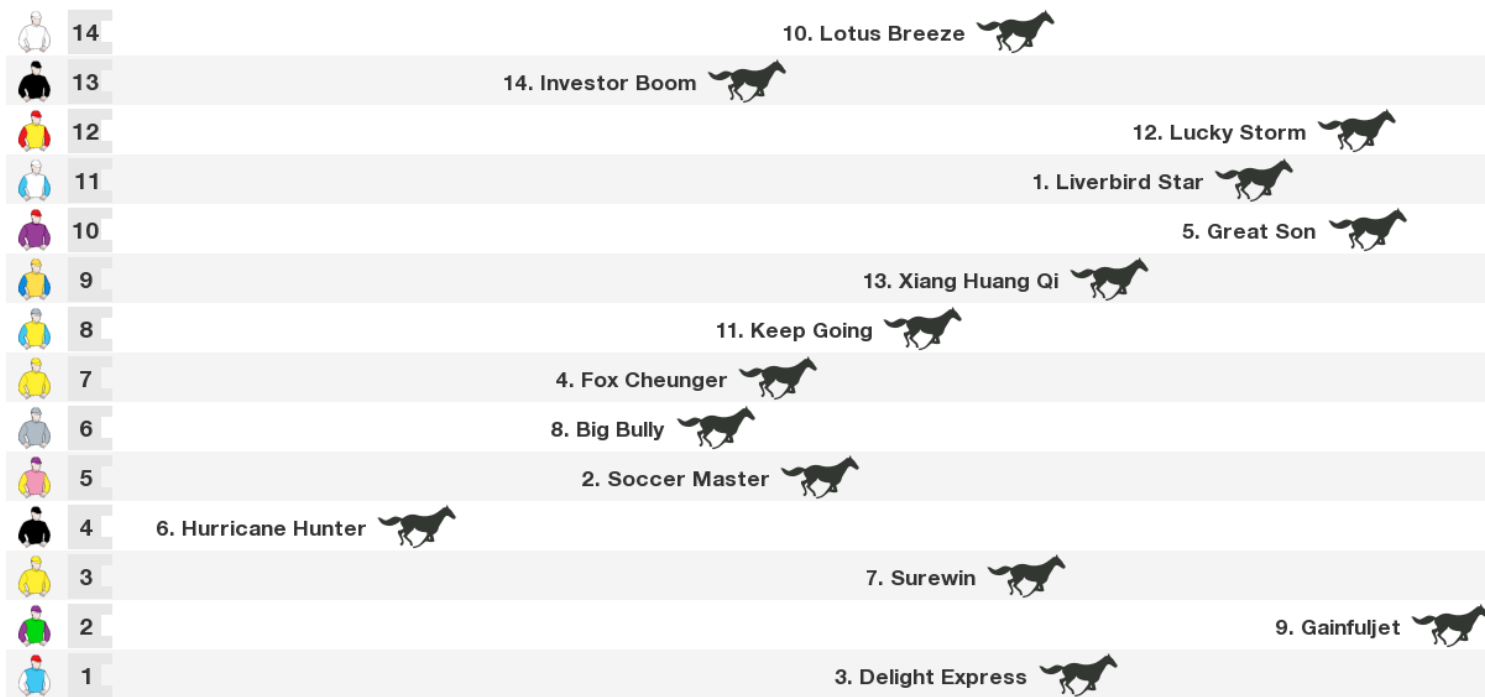 14 10. Lotus Breeze
13 14. Investor Boom
12 12. Lucky Storm
11 1. Liverbird Star
10 5. Great Son
9 13. Xiang Huang Qi
8 11. Keep Going
7 4. Fox Cheunger
6 8. Big Bully
5 2. Soccer Master
4 6. Hurricane Hunter
3 7. Surewin
2 9. Gainfuljet
1 3. Delight Express